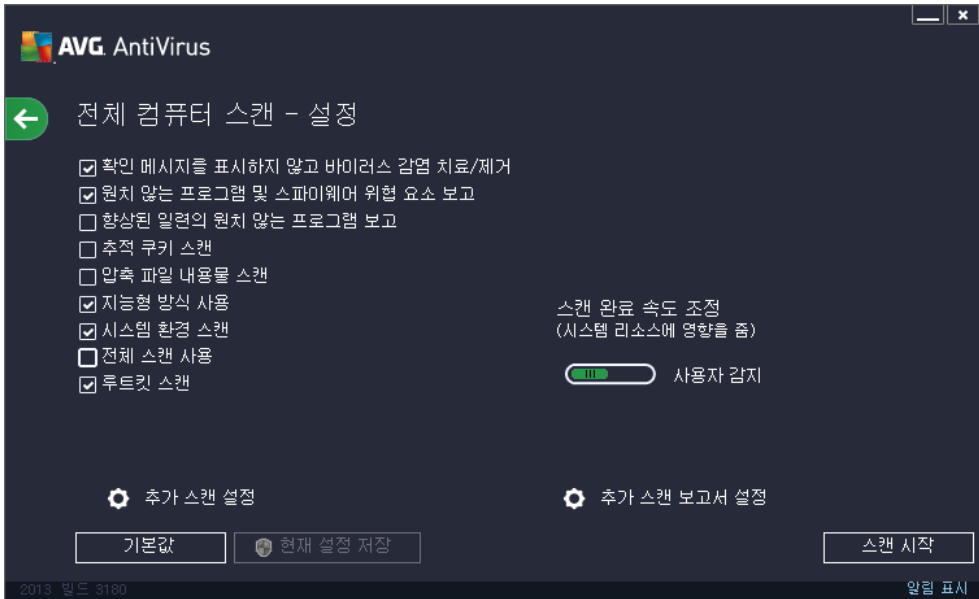 AVG. AntiVirus
전체 컴퓨터 스캔 - 설정
확인 메시지를 표시하지 않고 바이러스 감염 치료/제거
원치 않는 프로그램 및 스파이웨어 위협 요소 보고
향상된 일련의 원치 않는 프로그램 보고
추적 쿠키 스캔
압축 파일 내용물 스캔
지능형 방식 사용
시스템 환경 스캔
전체 스캔 사용
루트킷 스캔
스캔 완료 속도 조정
(시스템 리소스에 영향을 줌)
사용자 감지
추가 스캔 설정
추가 스캔 보고서 설정
기본값
현재 설정 저장
스캔 시작
2013 빌드 3180
알림 표시